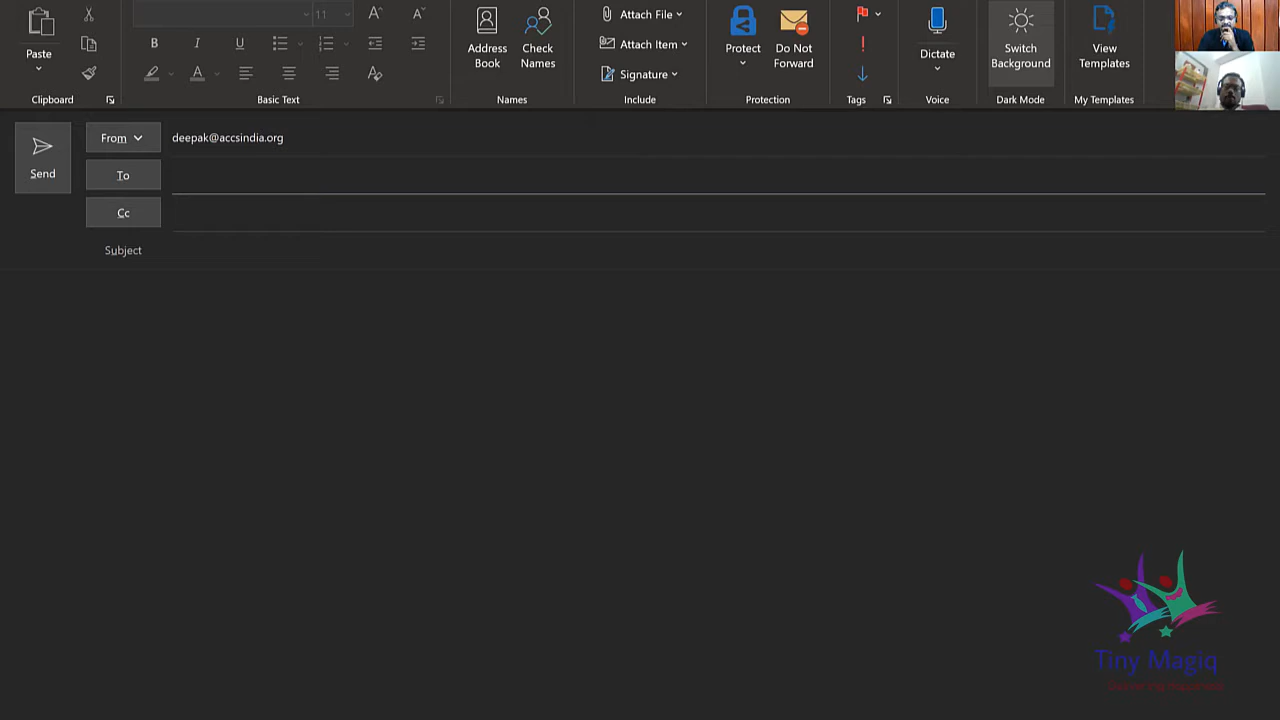 11
Paste
Clipboard
Basic Text
Address Book
Check Names
Names
Attach File
Attach Item
Signature
Include
Protect
Do Not Forward
Protection
Tags
Dictate
Voice
Switch Background
Dark Mode
View Templates
My Templates
Send
From
deepak@accsindia.org
To
Cc
Subject
Tiny Magiq